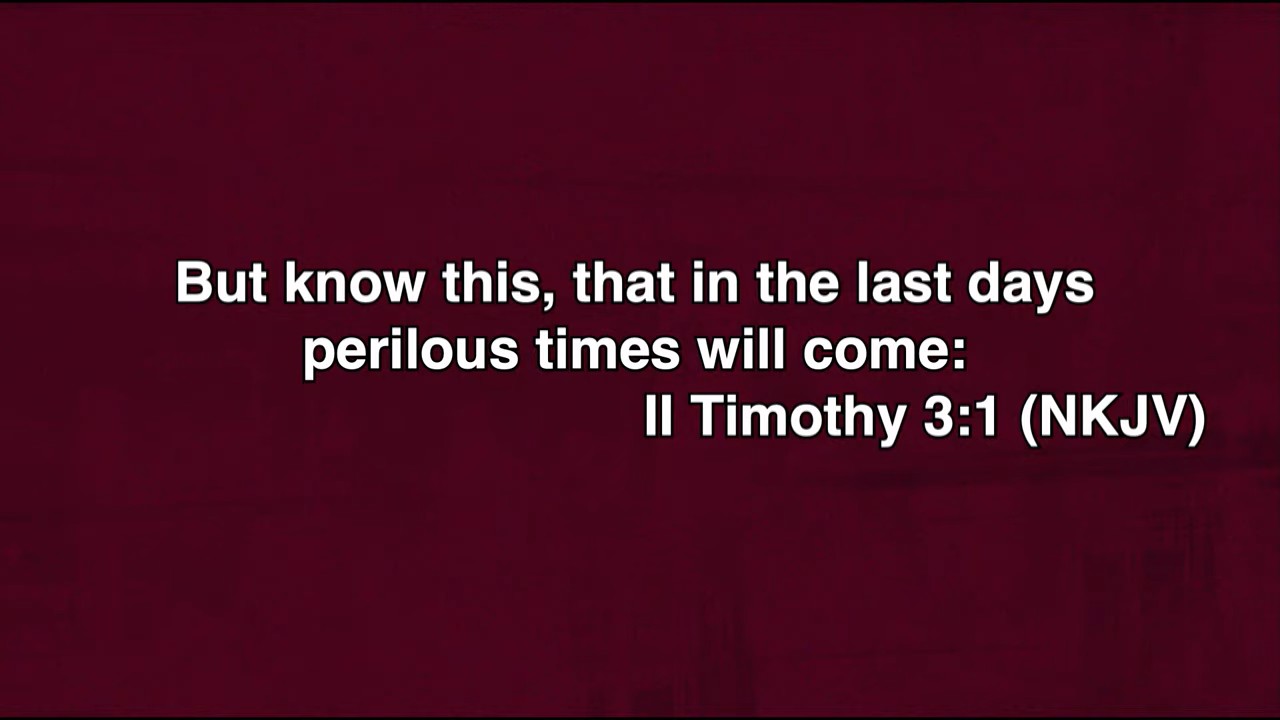 But know this, that in the last days
perilous times will come:
II Timothy 3:1 (NKJV)